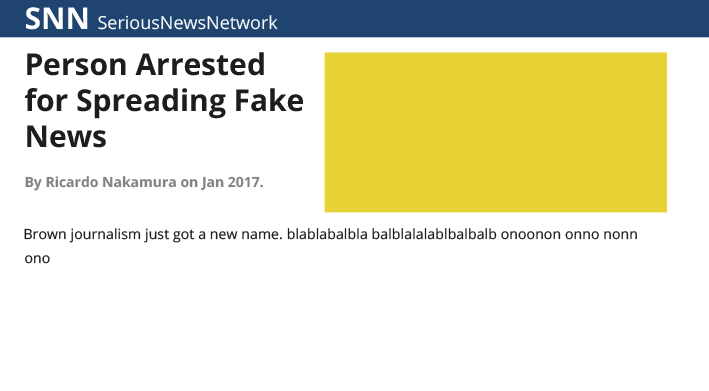 SNN SeriousNewsNetwork
Person Arrested
for Spreading Fake
News
By Ricardo Nakamura on Jan 2017.
Brown journalism just got a new name. blablabalbla balblalalablbalbalb onoonon onno nonn
ono